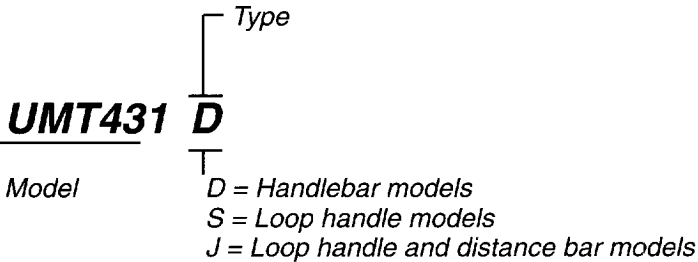 Type
UMT431 D
Model
D = Handlebar models
S = Loop handle models
J = Loop handle and distance bar models